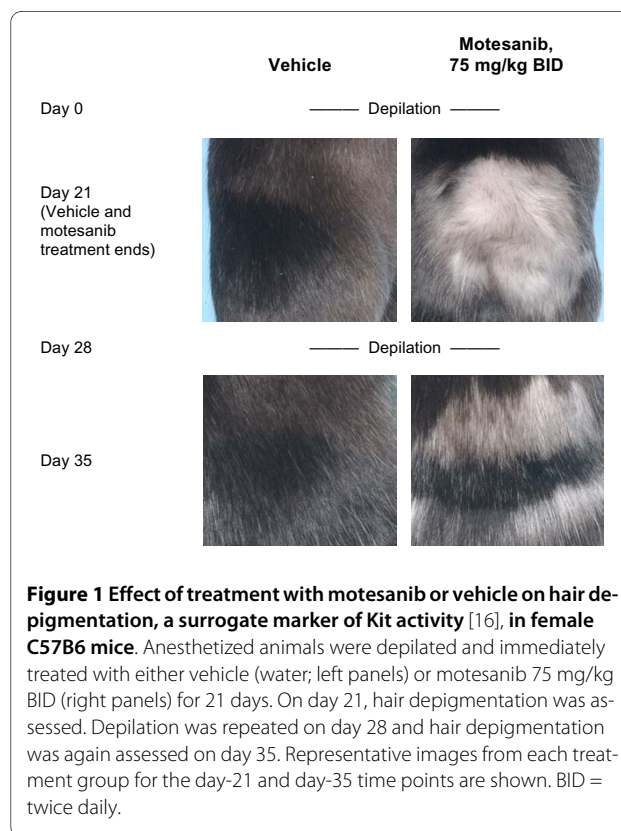 Vehicle
Motesanib,
75 mg/kg BID
Day 0
——— Depilation ———
Day 21
(Vehicle and
motesanib
treatment ends)
Day 28
——— Depilation ———
Day 35
Figure 1 Effect of treatment with motesanib or vehicle on hair de-
pigmentation, a surrogate marker of Kit activity [16], in female
C57B6 mice. Anesthetized animals were depilated and immediately
treated with either vehicle (water; left panels) or motesanib 75 mg/kg
BID (right panels) for 21 days. On day 21, hair depigmentation was as-
sessed. Depilation was repeated on day 28 and hair depigmentation
was again assessed on day 35. Representative images from each treat-
ment group for the day-21 and day-35 time points are shown. BID =
twice daily.